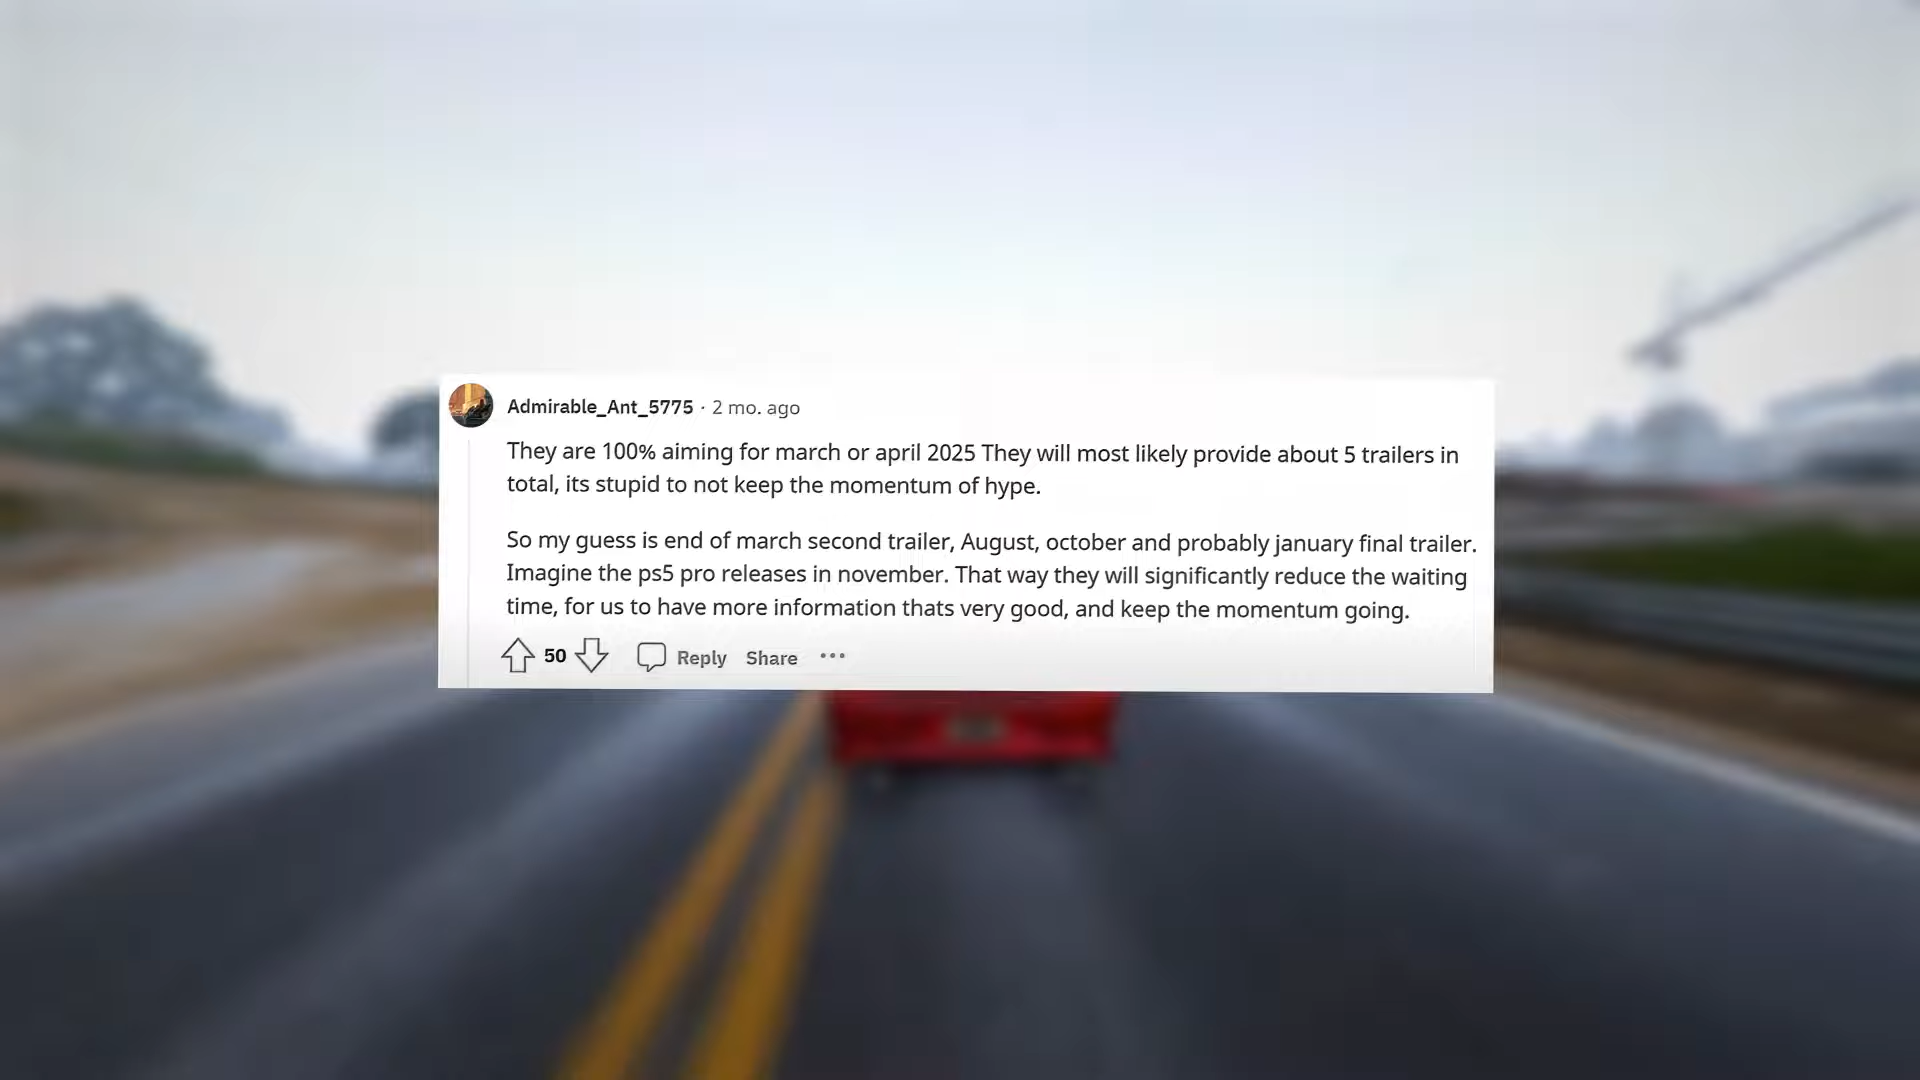 Admirable_Ant_5775 · 2 mo. ago
They are 100% aiming for march or april 2025 They will most likely provide about 5 trailers in
total, its stupid to not keep the momentum of hype.
So my guess is end of march second trailer, August, october and probably january final trailer.
Imagine the ps5 pro releases in november. That way they will significantly reduce the waiting
time, for us to have more information thats very good, and keep the momentum going.
50 Reply Share ···